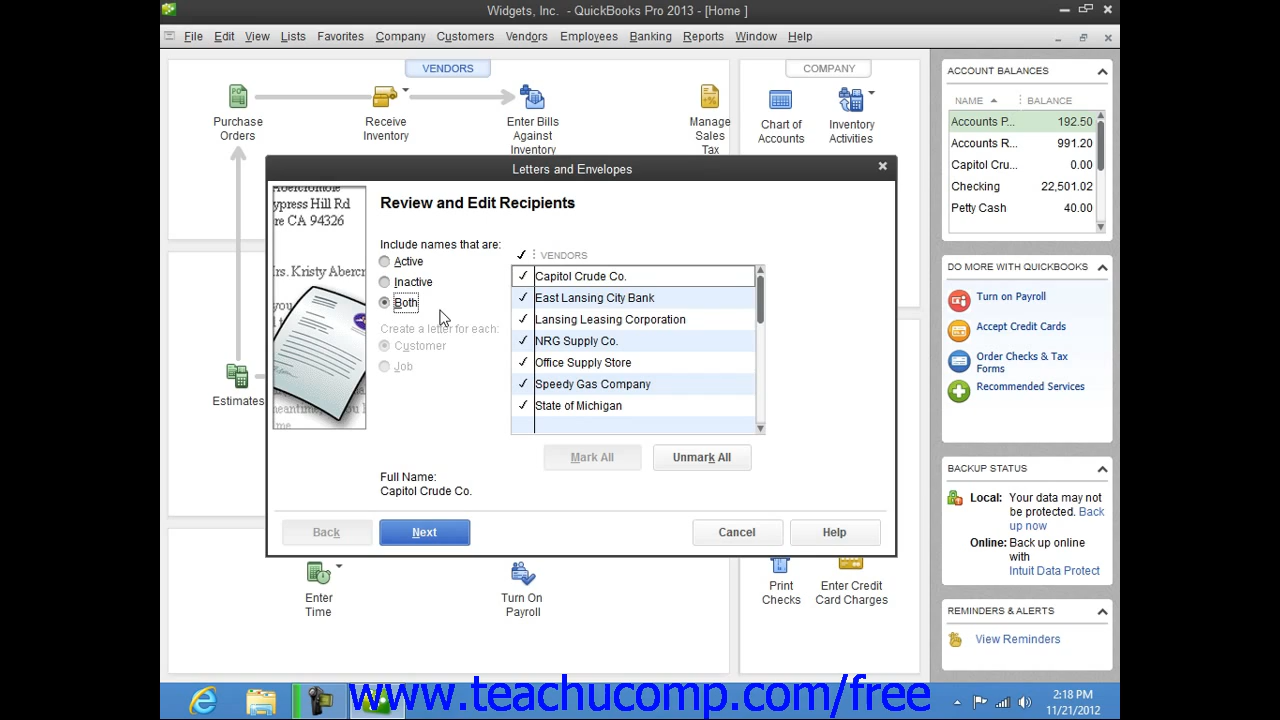 Widgets, Inc. - QuickBooks Pro 2013 - [Home ]
File Edit View Lists Favorites Company Customers Vendors Employees Banking Reports Window Help
VENDORS
COMPANY
Purchase Orders
Receive Inventory
Enter Bills Against Inventory
Manage Sales Tax
Chart of Accounts
Inventory Activities
Estimates
Enter Time
Turn On Payroll
Print Checks
Enter Credit Card Charges
Letters and Envelopes
ypress Hill Rd
re CA 94326
rs. Kristy Abercr
Review and Edit Recipients
Include names that are:
Active
Inactive
Both
Create a letter for each:
Customer
Job
VENDORS
Capitol Crude Co.
East Lansing City Bank
Lansing Leasing Corporation
NRG Supply Co.
Office Supply Store
Speedy Gas Company
State of Michigan
Mark All Unmark All
Full Name:
Capitol Crude Co.
Back Next Cancel Help
ACCOUNT BALANCES
NAME BALANCE
Accounts P... 192.50
Accounts R... 991.20
Capitol Cru... 0.00
Checking 22,501.02
Petty Cash 40.00
DO MORE WITH QUICKBOOKS
Turn on Payroll
Accept Credit Cards
Order Checks & Tax
Forms
Recommended Services
BACKUP STATUS
Local: Your data may not
be protected. Back
up now
Online: Back up online
with
Intuit Data Protect
REMINDERS & ALERTS
View Reminders
www.teachucomp.com/free
2:18 PM
11/21/2012